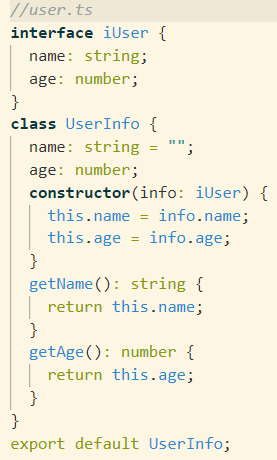 //user.ts
interface iUser {
  name: string;
  age: number;
}
class UserInfo {
  name: string = "";
  age: number;
  constructor(info: iUser) {
    this.name = info.name;
    this.age = info.age;
  }
  getName(): string {
    return this.name;
  }
  getAge(): number {
    return this.age;
  }
}
export default UserInfo;